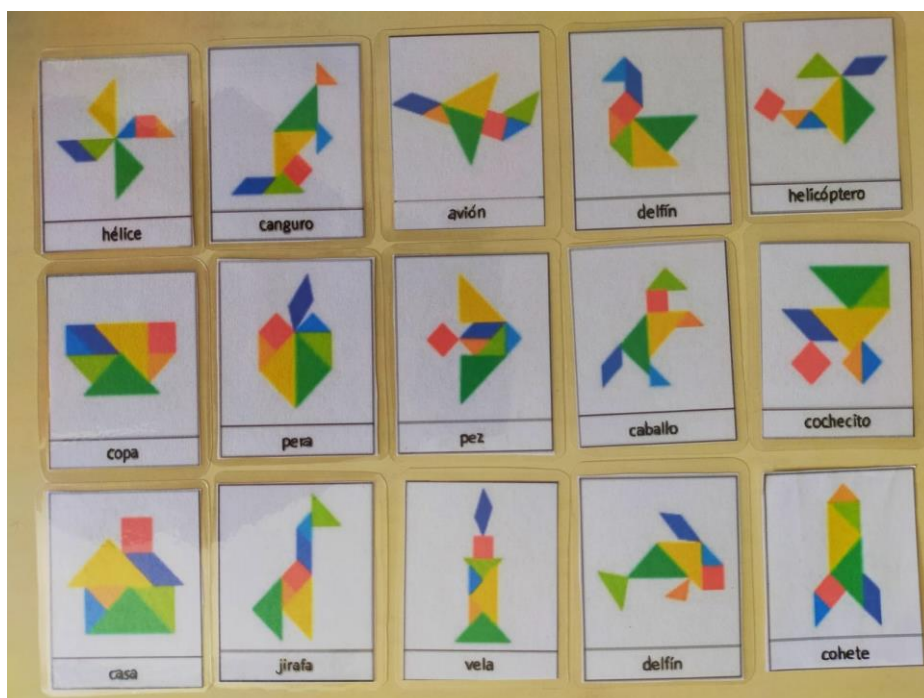 hélice
canguro
avión
delfín
helicóptero
copa
pera
pez
caballo
cochecito
casa
jirafa
vela
delfín
cohete